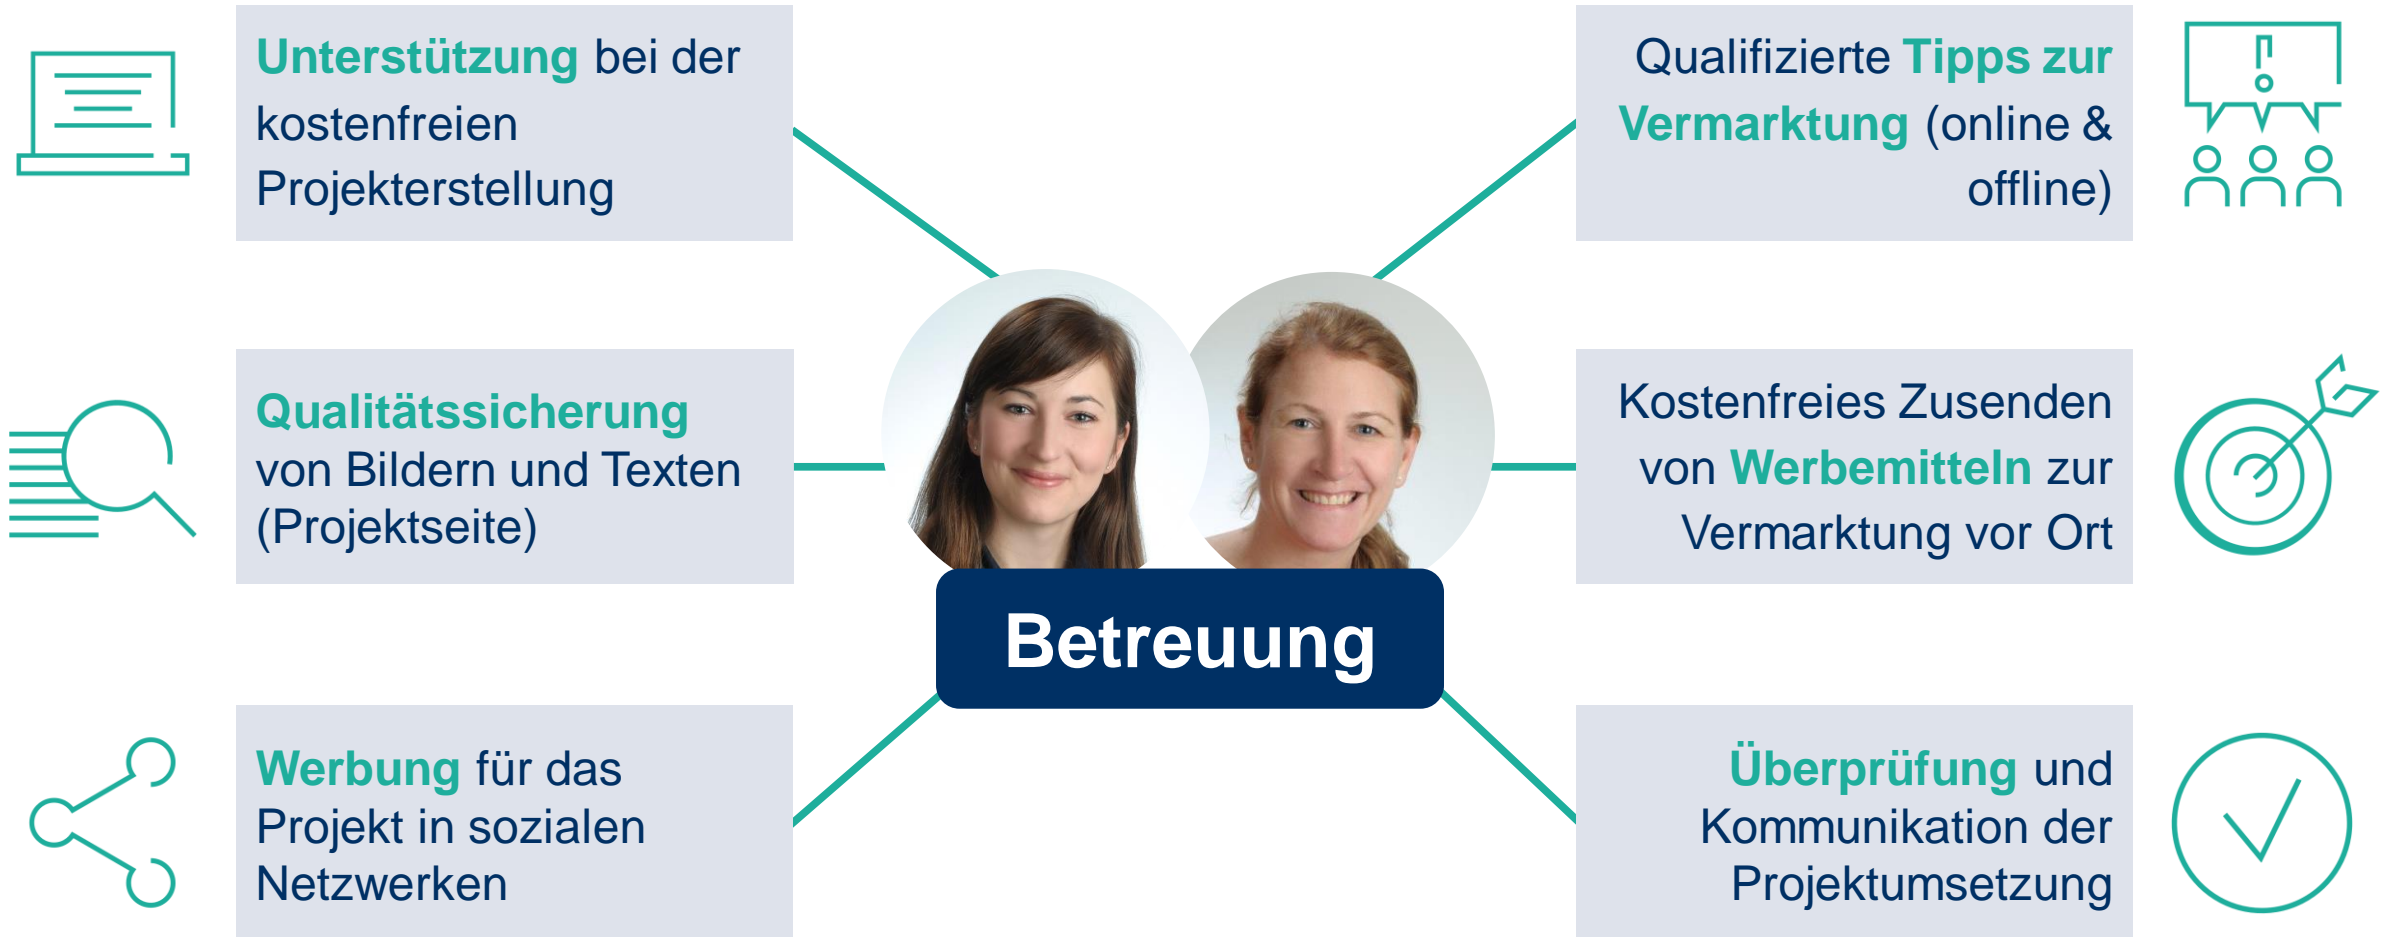 Unterstützung bei der
kostenfreien
Projekterstellung
Qualitätssicherung
von Bildern und Texten
(Projektseite)
Werbung für das
Projekt in sozialen
Netzwerken
Betreuung
Qualifizierte Tipps zur
Vermarktung (online &
offline)
Kostenfreies Zusenden
von Werbemitteln zur
Vermarktung vor Ort
Überprüfung und
Kommunikation der
Projektumsetzung